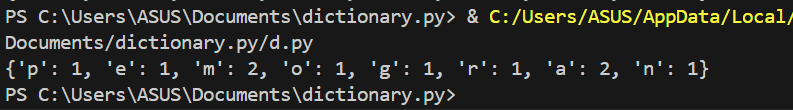 PS C:\Users\ASUS\Documents\dictionary.py> & C:/Users/ASUS/AppData/Local/
Documents/dictionary.py/d.py
{'p': 1, 'e': 1, 'm': 2, 'o': 1, 'g': 1, 'r': 1, 'a': 2, 'n': 1}
PS C:\Users\ASUS\Documents\dictionary.py>